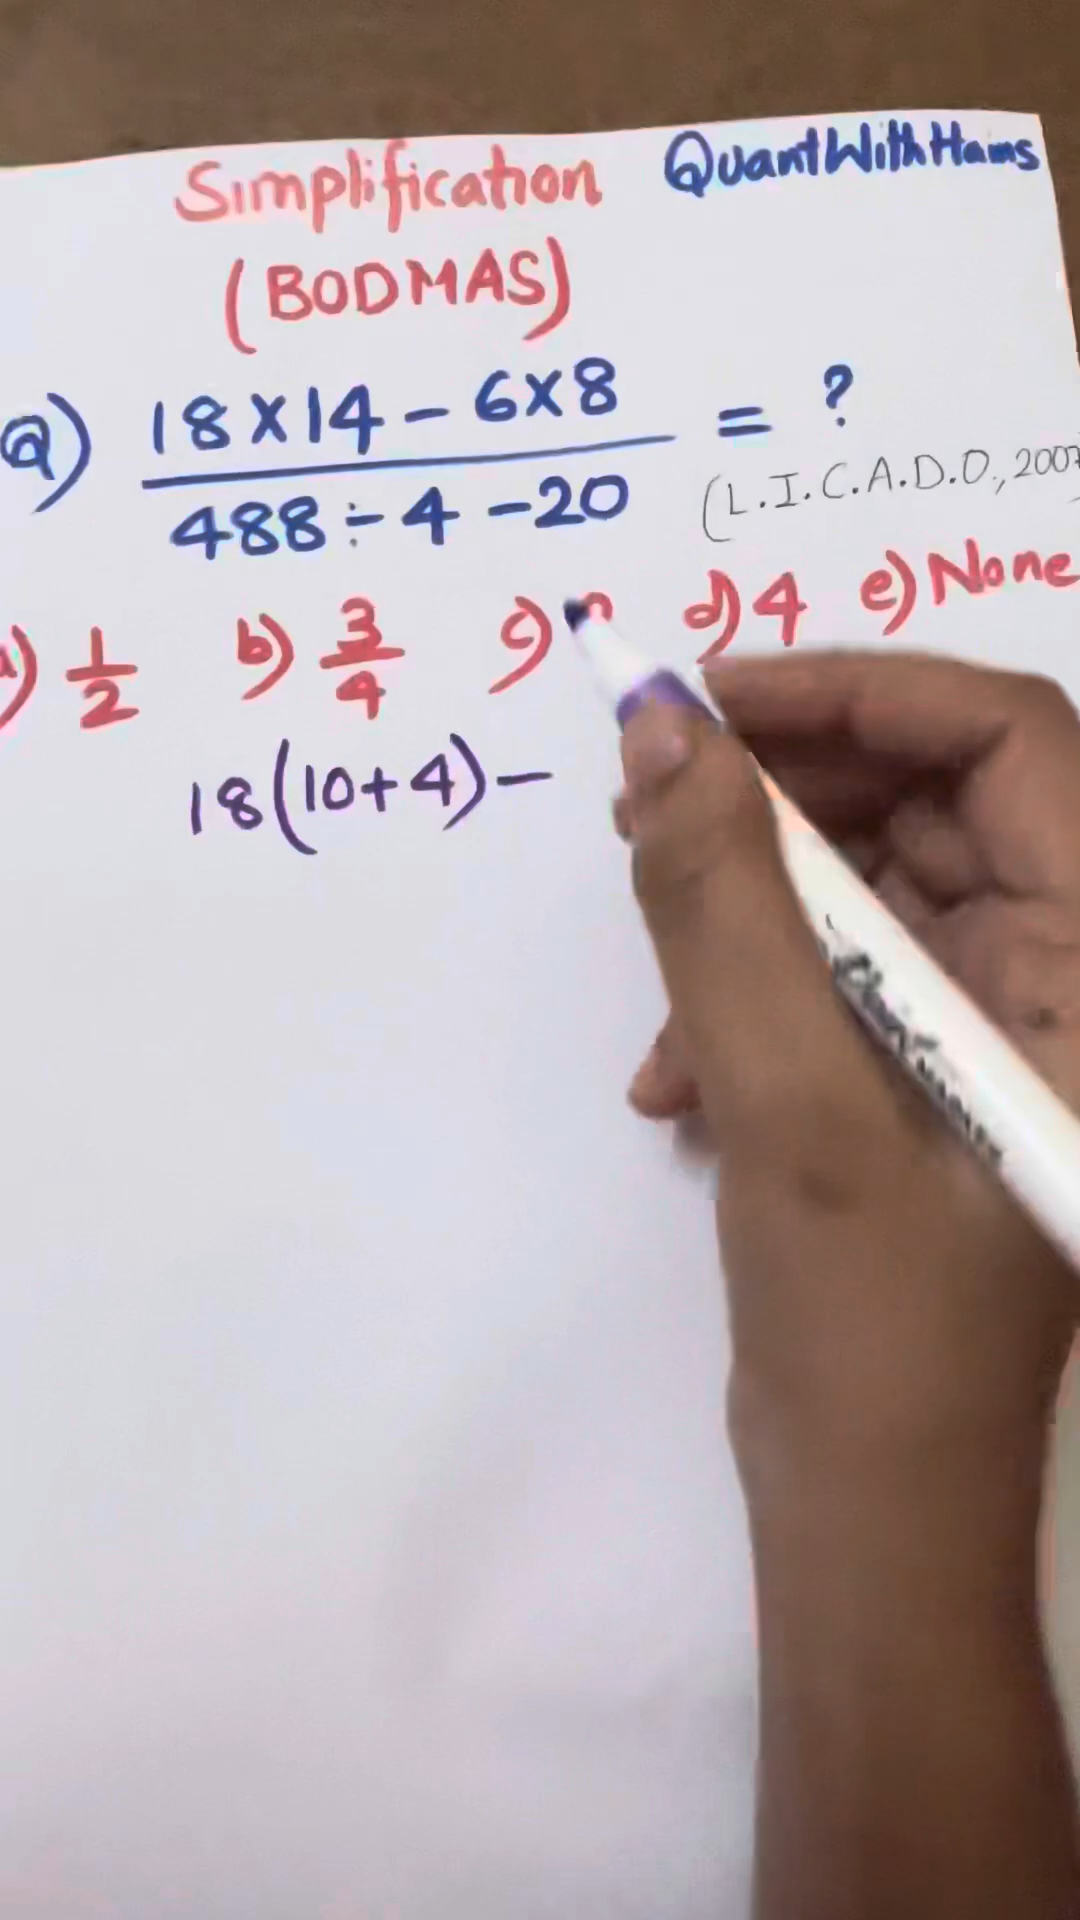 Simplification QuantWithHams
(BODMAS)
Q) 18×14 - 6×8 = ?
488÷4 - 20
(L.I.C.A.D.O., 2007
a) 1/2 b) 3/4 c) d) 4 e) None
18(10+4) -